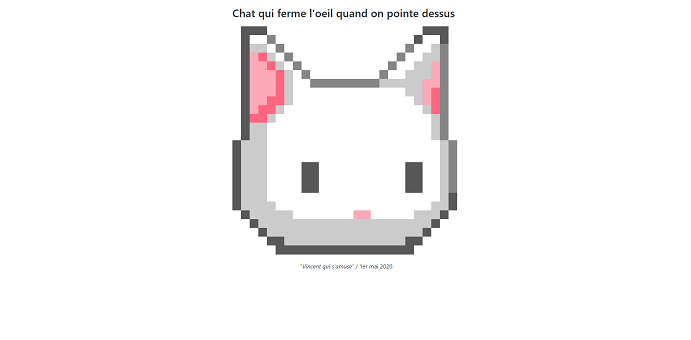 Chat qui ferme l'oeil quand on pointe dessus
"Vincent qui s'amuse" / 1er mai 2020.